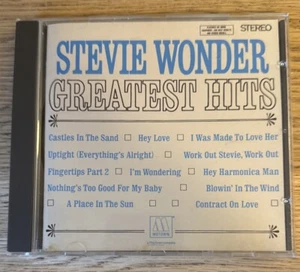 STEREO
STEVIE WONDER
GREATEST HITS
Castles In The Sand □ Hey Love □ I Was Made To Love Her
Uptight (Everything's Alright) □ Work Out Stevie, Work Out
Fingertips Part 2 □ I'm Wondering □ Hey Harmonica Man
Nothing's Too Good For My Baby □ Blowin' In The Wind
□ A Place In The Sun □ Contract On Love □